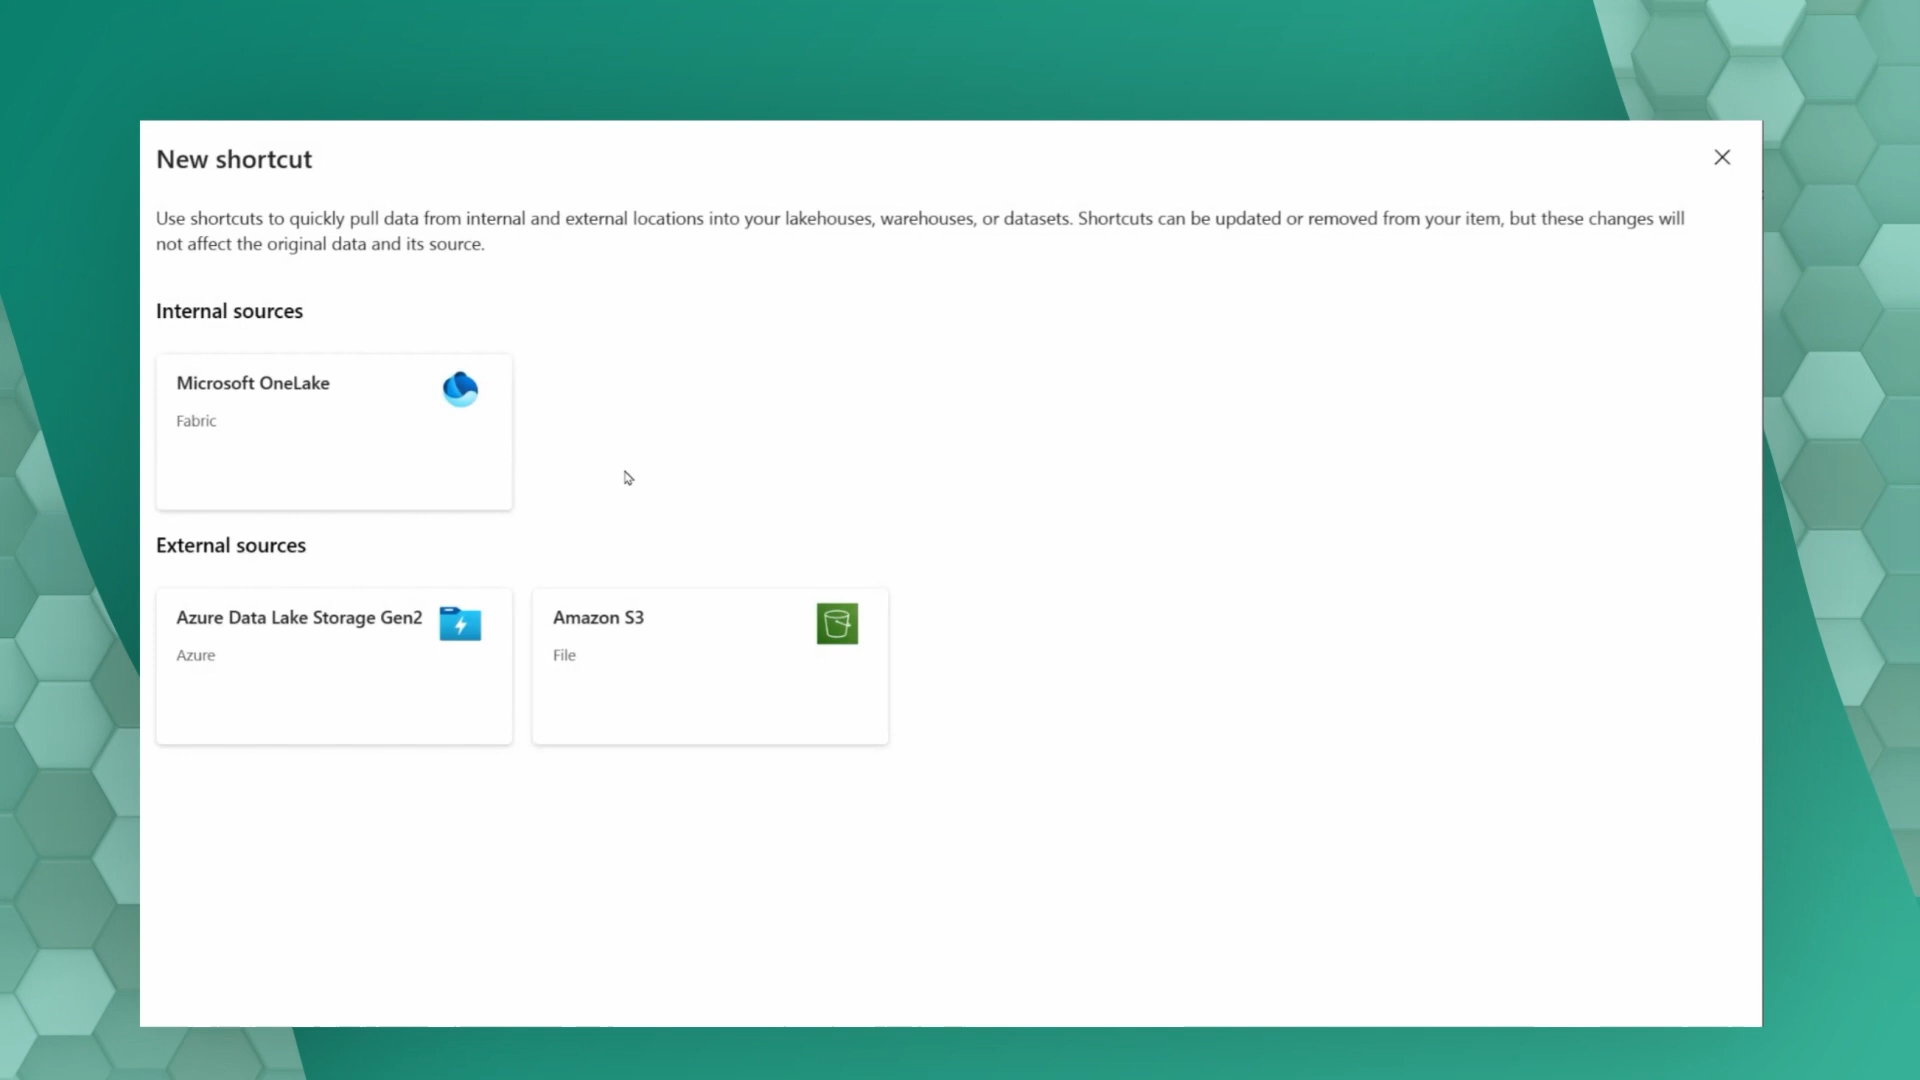 New shortcut
Use shortcuts to quickly pull data from internal and external locations into your lakehouses, warehouses, or datasets. Shortcuts can be updated or removed from your item, but these changes will
not affect the original data and its source.
Internal sources
Microsoft OneLake
Fabric
External sources
Azure Data Lake Storage Gen2
Azure
Amazon S3
File